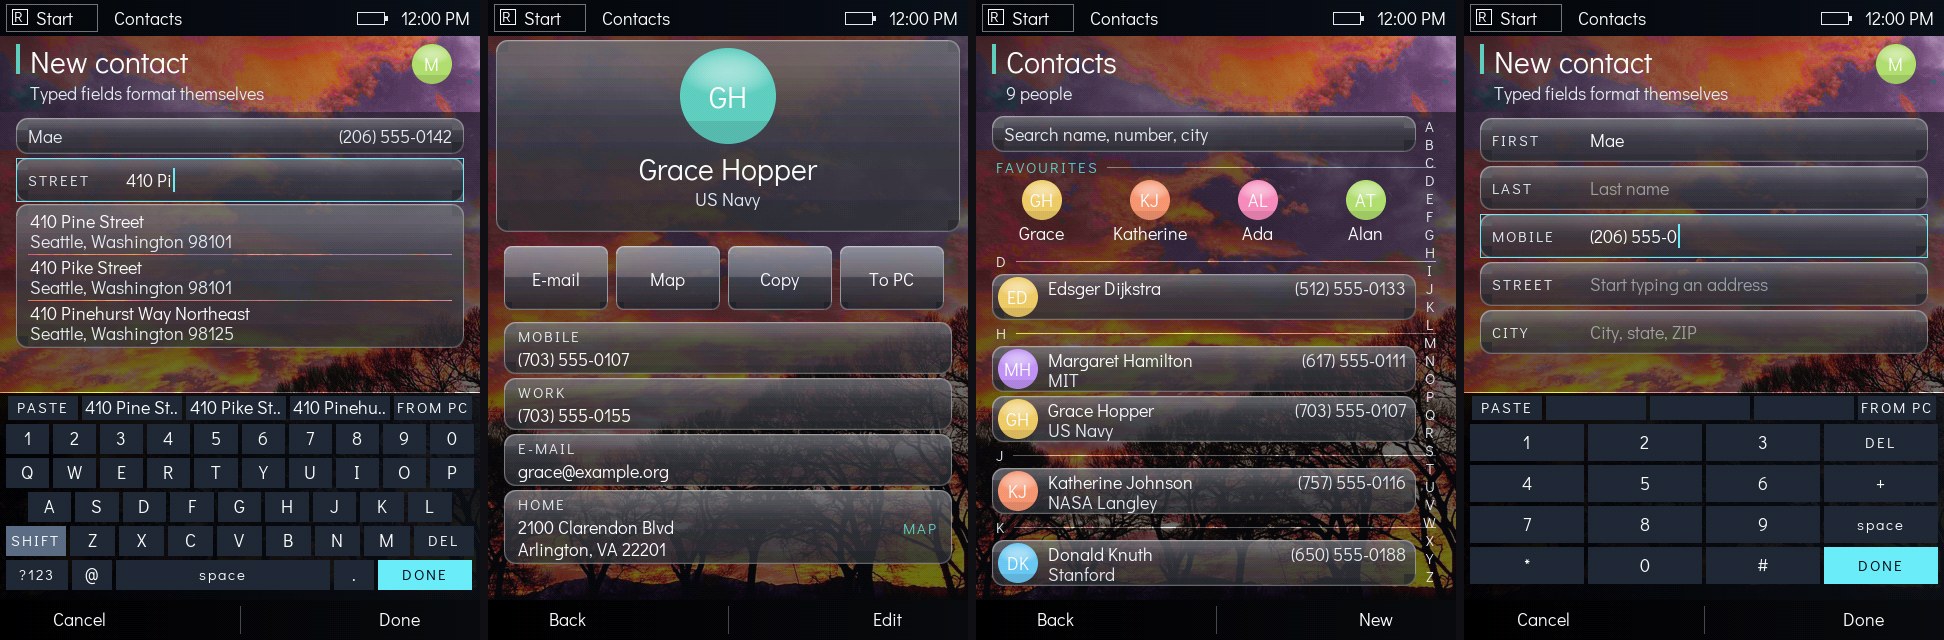 R Start Contacts 12:00 PM
New contact
M
Typed fields format themselves
Mae (206) 555-0142
STREET 410 Pi
410 Pine Street
Seattle, Washington 98101
410 Pike Street
Seattle, Washington 98101
410 Pinehurst Way Northeast
Seattle, Washington 98125
PASTE 410 Pine St.. 410 Pike St.. 410 Pinehu.. FROM PC
1 2 3 4 5 6 7 8 9 0
Q W E R T Y U I O P
A S D F G H J K L
SHIFT Z X C V B N M DEL
?123 @ space . DONE
Cancel Done
R Start Contacts 12:00 PM
GH
Grace Hopper
US Navy
E-mail Map Copy To PC
MOBILE
(703) 555-0107
WORK
(703) 555-0155
E-MAIL
grace@example.org
HOME
2100 Clarendon Blvd
MAP
Arlington, VA 22201
Back Edit
R Start Contacts 12:00 PM
Contacts
9 people
Search name, number, city
FAVOURITES
GH KJ AL AT
Grace Katherine Ada Alan
D
ED Edsger Dijkstra (512) 555-0133
H
MH Margaret Hamilton (617) 555-0111
MIT
GH Grace Hopper (703) 555-0107
US Navy
J
KJ Katherine Johnson (757) 555-0116
NASA Langley
K
DK Donald Knuth (650) 555-0188
Stanford
A
B
C
D
E
F
G
H
I
J
K
L
M
N
O
P
Q
R
S
T
U
V
W
X
Y
Z
Back New
R Start Contacts 12:00 PM
New contact
M
Typed fields format themselves
FIRST Mae
LAST Last name
MOBILE (206) 555-0
STREET Start typing an address
CITY City, state, ZIP
PASTE FROM PC
1 2 3 DEL
4 5 6 +
7 8 9 space
* 0 # DONE
Cancel Done